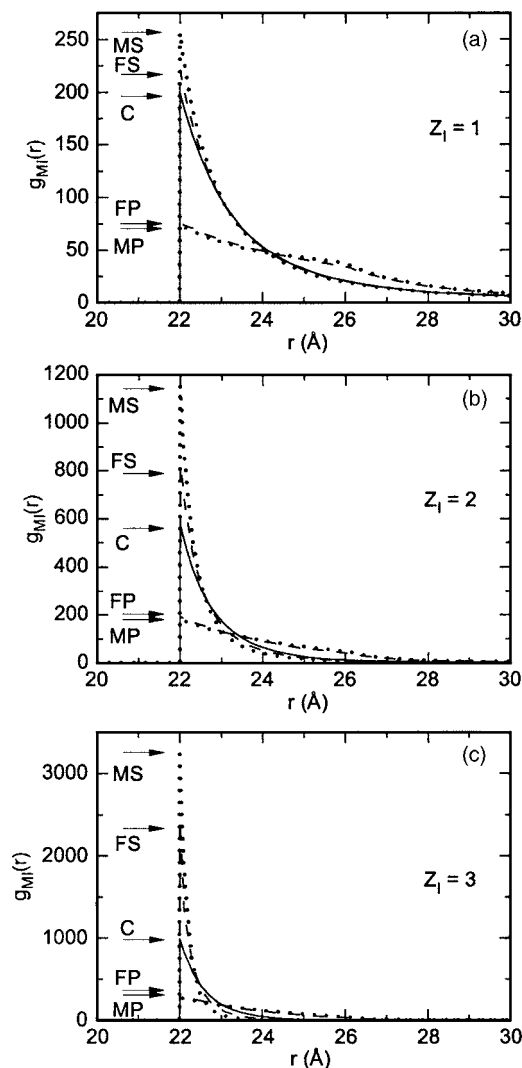 (a)
250
200
150
100
50
0
g_MI(r)
MS
FS
C
FP
MP
Z_I = 1
20 22 24 26 28 30
r (Å)
(b)
1200
1000
800
600
400
200
0
g_MI(r)
MS
FS
C
FP
MP
Z_I = 2
20 22 24 26 28 30
r (Å)
(c)
3000
2000
1000
0
g_MI(r)
MS
FS
C
FP
MP
Z_I = 3
20 22 24 26 28 30
r (Å)